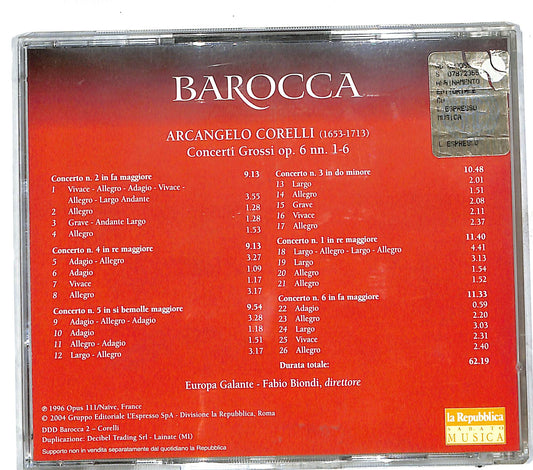 BAROCCA
ARCANGELO CORELLI (1653-1713)
Concerti Grossi op. 6 nn. 1-6
Concerto n. 2 in fa maggiore 9.13
1 Vivace - Allegro - Adagio - Vivace -
Allegro - Largo Andante 3.55
2 Allegro 1.28
3 Grave - Andante Largo 1.28
4 Allegro 1.53
Concerto n. 4 in re maggiore 9.13
5 Adagio - Allegro 3.27
6 Adagio 1.09
7 Vivace 1.17
8 Allegro 3.17
Concerto n. 5 in si bemolle maggiore 9.54
9 Adagio - Allegro - Adagio 3.28
10 Adagio 1.18
11 Allegro - Adagio 1.51
12 Largo - Allegro 3.17
Concerto n. 3 in do minore 10.48
13 Largo 2.01
14 Allegro 1.51
15 Grave 2.08
16 Vivace 2.11
17 Allegro 2.37
Concerto n. 1 in re maggiore 11.40
18 Largo - Allegro - Largo - Allegro 4.41
19 Largo 3.13
20 Allegro 1.54
21 Allegro 1.52
Concerto n. 6 in fa maggiore 11.33
22 Adagio 0.59
23 Allegro 2.20
24 Largo 3.03
25 Vivace 2.31
26 Allegro 2.40
Durata totale: 62.19
Europa Galante - Fabio Biondi, direttore
℗ 1996 Opus 111/Naïve, France
© 2004 Gruppo Editoriale L'Espresso SpA - Divisione la Repubblica, Roma
DDD Barocca 2 – Corelli
Duplicazione: Decibel Trading Srl - Lainate (MI)
Supporto non in vendita separatamente dal quotidiano la Repubblica
la Repubblica
SABATO
MUSICA
EDITORIALE
CD
L ESPRESSO
MUSICA
L ESPRESSO